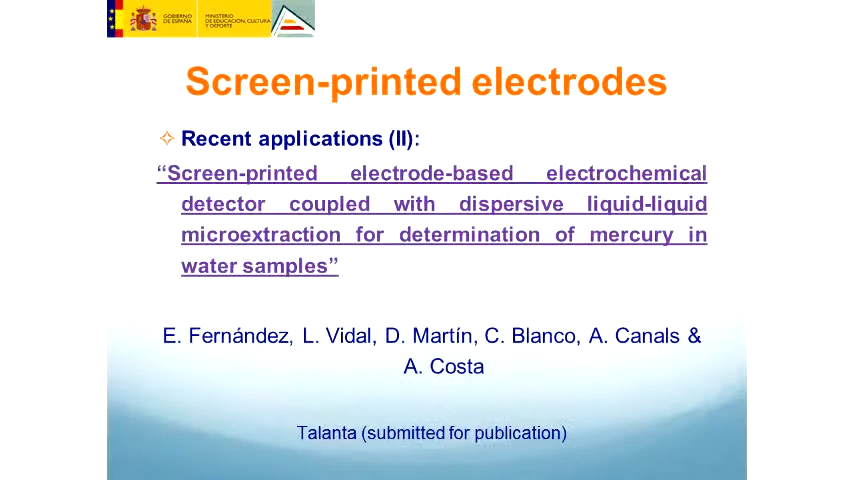 GOBIERNO DE ESPAÑA
MINISTERIO DE EDUCACIÓN, CULTURA Y DEPORTE
Screen-printed electrodes
Recent applications (II):
“Screen-printed electrode-based electrochemical
detector coupled with dispersive liquid-liquid
microextraction for determination of mercury in
water samples”
E. Fernández, L. Vidal, D. Martín, C. Blanco, A. Canals &
A. Costa
Talanta (submitted for publication)